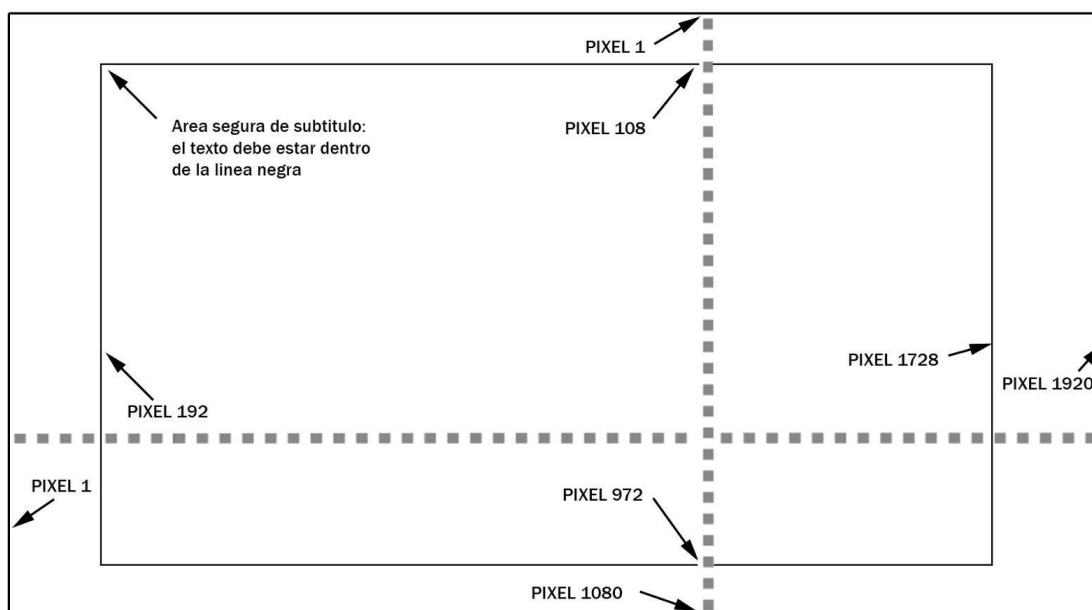 PIXEL 1
PIXEL 108
Area segura de subtitulo:
el texto debe estar dentro
de la linea negra
PIXEL 1728
PIXEL 1920
PIXEL 192
PIXEL 1
PIXEL 972
PIXEL 1080